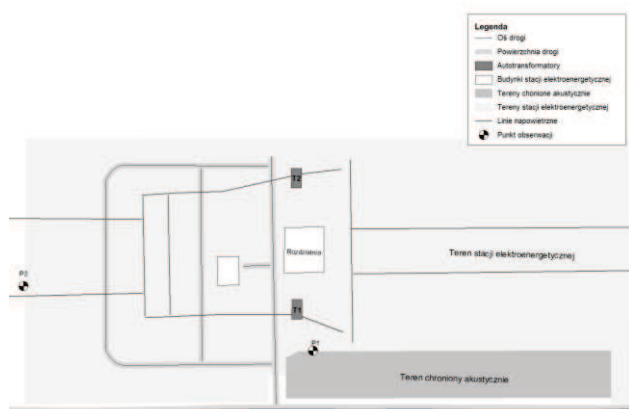 Legenda
Oś drogi
Powierzchnia drogi
Autotransformatory
Budynki stacji elektroenergetycznej
Tereny chonione akustycznie
Tereny stacji elektroenergetycznej
Linie napowietrzne
Punkt obserwacji
T2
Rozdzielnia
Teren stacji elektroenergetycznej
P2
T1
P1
Teren chroniony akustycznie